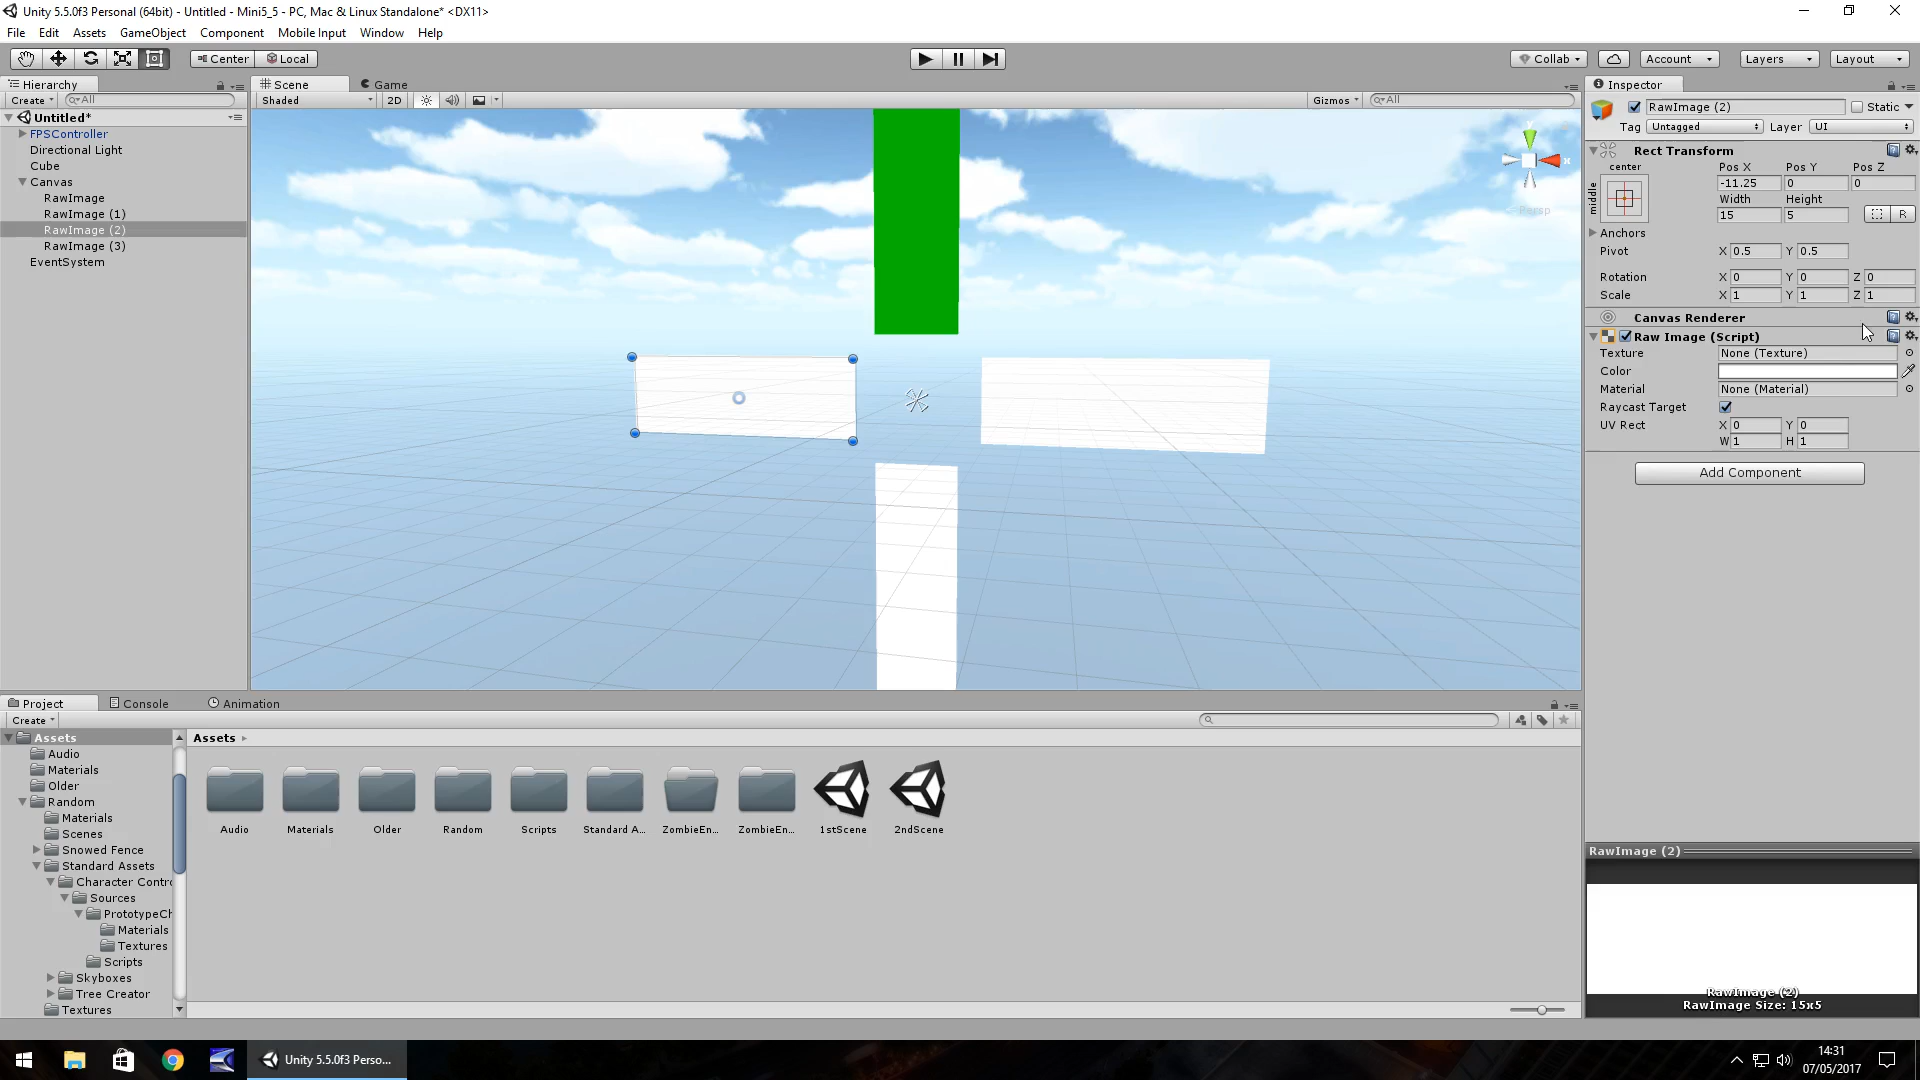 Unity 5.5.0f3 Personal (64bit) - Untitled - Mini5_5 - PC, Mac & Linux Standalone* <DX11>
File Edit Assets GameObject Component Mobile Input Window Help
Center Local Collab Account Layers Layout
Hierarchy
Create All
Untitled*
FPSController
Directional Light
Cube
Canvas
RawImage
RawImage (1)
RawImage (2)
RawImage (3)
EventSystem
Scene Game
Shaded 2D Gizmos All
Persp
Inspector
RawImage (2) Static
Tag Untagged Layer UI
Rect Transform
center Pos X Pos Y Pos Z
middle -11.25 0 0
Width Height
15 5 R
Anchors
Pivot X 0.5 Y 0.5
Rotation X 0 Y 0 Z 0
Scale X 1 Y 1 Z 1
Canvas Renderer
Raw Image (Script)
Texture None (Texture)
Color
Material None (Material)
Raycast Target
UV Rect X 0 Y 0
W 1 H 1
Add Component
RawImage (2)
RawImage (2)
RawImage Size: 15x5
Project Console Animation
Create
Assets
Audio
Materials
Older
Random
Materials
Scenes
Snowed Fence
Standard Assets
Character Contro
Sources
PrototypeCh
Materials
Textures
Scripts
Skyboxes
Tree Creator
Textures
Assets
Audio Materials Older Random Scripts Standard A... ZombieEn... ZombieEn... 1stScene 2ndScene
Unity 5.5.0f3 Perso...
14:31
07/05/2017